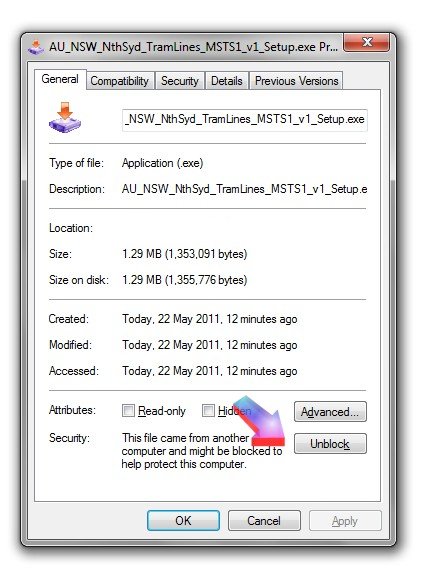 AU_NSW_NthSyd_TramLines_MSTS1_v1_Setup.exe Pr...
General Compatibility Security Details Previous Versions
_NSW_NthSyd_TramLines_MSTS1_v1_Setup.exe
Type of file: Application (.exe)
Description: AU_NSW_NthSyd_TramLines_MSTS1_v1_Setup.e
Location:
Size: 1.29 MB (1,353,091 bytes)
Size on disk: 1.29 MB (1,355,776 bytes)
Created: Today, 22 May 2011, 12 minutes ago
Modified: Today, 22 May 2011, 12 minutes ago
Accessed: Today, 22 May 2011, 12 minutes ago
Attributes: Read-only Hidden Advanced...
Security: This file came from another
computer and might be blocked to
help protect this computer.
Unblock
OK Cancel Apply